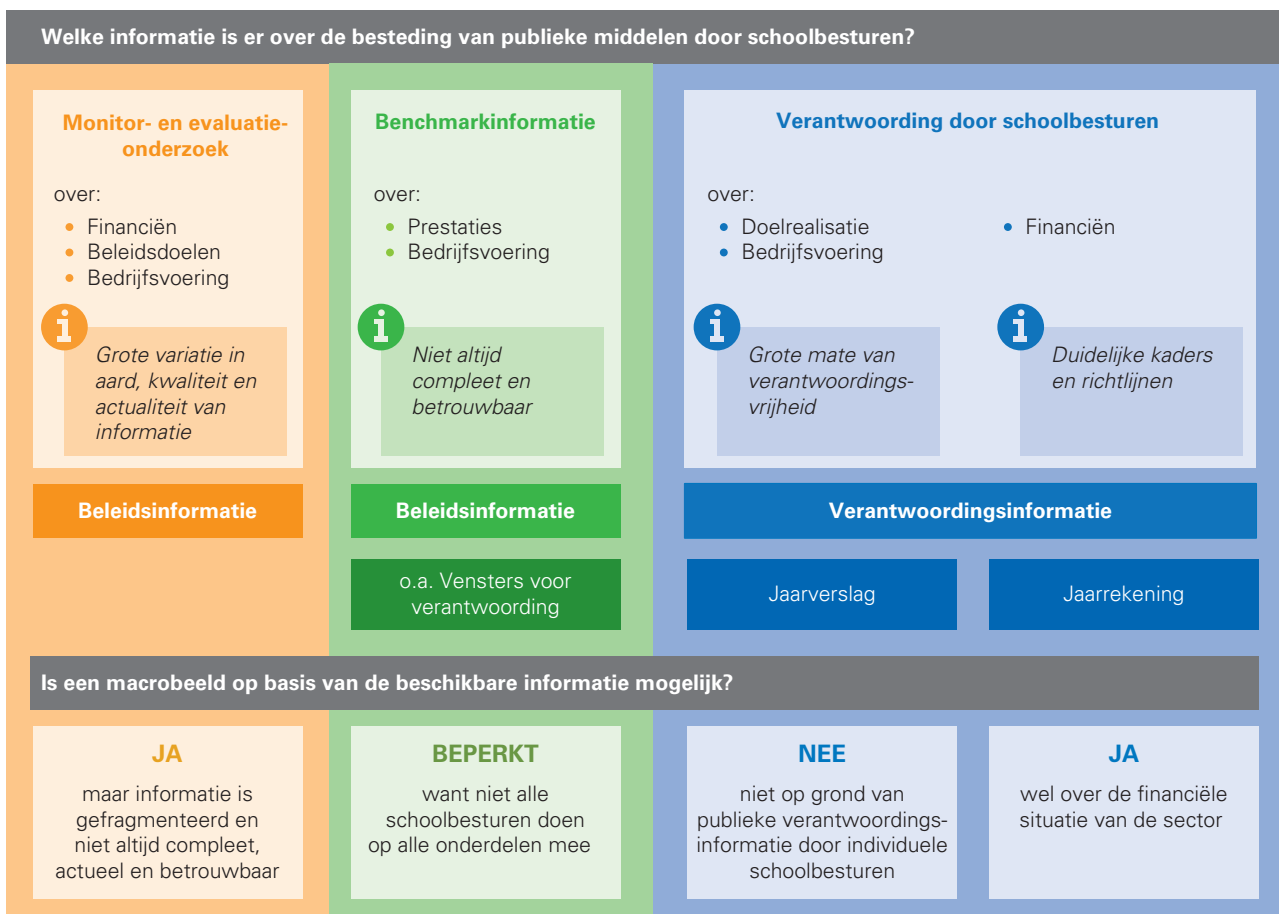 Welke informatie is er over de besteding van publieke middelen door schoolbesturen?
Monitor- en evaluatie-
onderzoek
over:
• Financiën
• Beleidsdoelen
• Bedrijfsvoering
i
Grote variatie in
aard, kwaliteit en
actualiteit van
informatie
Beleidsinformatie
Benchmarkinformatie
over:
• Prestaties
• Bedrijfsvoering
i
Niet altijd
compleet en
betrouwbaar
Beleidsinformatie
o.a. Vensters voor
verantwoording
Verantwoording door schoolbesturen
over:
• Doelrealisatie
• Bedrijfsvoering
i
Grote mate van
verantwoordings-
vrijheid
• Financiën
i
Duidelijke kaders
en richtlijnen
Verantwoordingsinformatie
Jaarverslag
Jaarrekening
Is een macrobeeld op basis van de beschikbare informatie mogelijk?
JA
maar informatie is
gefragmenteerd en
niet altijd compleet,
actueel en betrouwbaar
BEPERKT
want niet alle
schoolbesturen doen
op alle onderdelen mee
NEE
niet op grond van
publieke verantwoordings-
informatie door individuele
schoolbesturen
JA
wel over de financiële
situatie van de sector